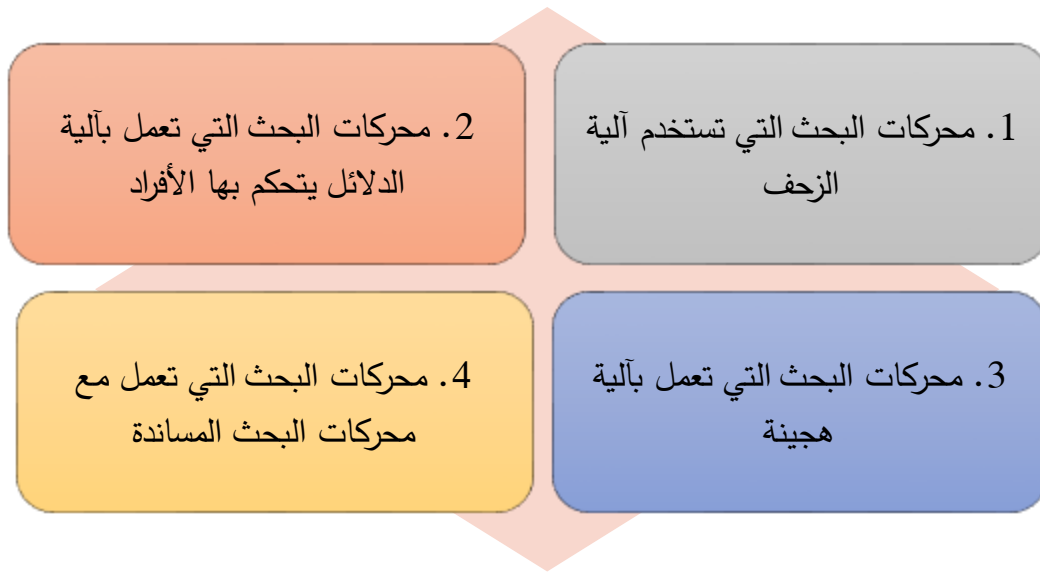 1. محركات البحث التي تستخدم آلية
الزحف
2. محركات البحث التي تعمل بآلية
الدلائل يتحكم بها الأفراد
3. محركات البحث التي تعمل بآلية
هجينة
4. محركات البحث التي تعمل مع
محركات البحث المساندة